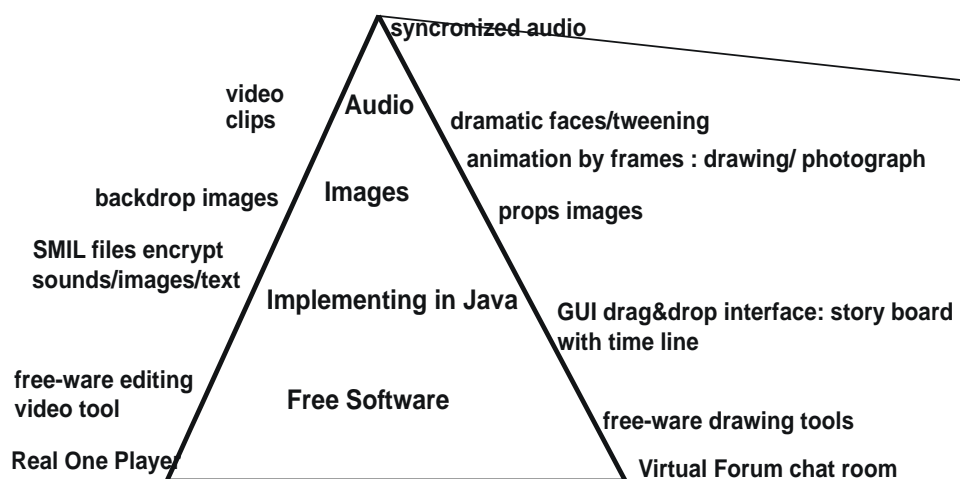 syncronized audio
video
clips
Audio
dramatic faces/tweening
animation by frames : drawing/ photograph
backdrop images
Images
props images
SMIL files encrypt
sounds/images/text
Implementing in Java
GUI drag&drop interface: story board
with time line
free-ware editing
video tool
Free Software
free-ware drawing tools
Real One Player
Virtual Forum chat room